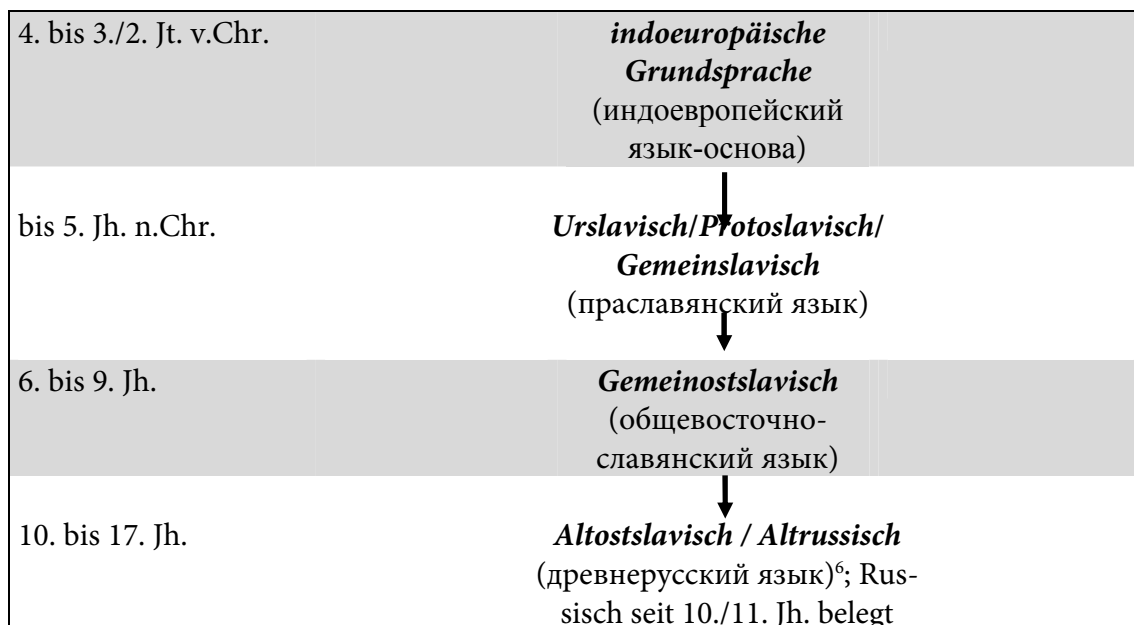 4. bis 3./2. Jt. v.Chr.
indoeuropäische
Grundsprache
(индоевропейский
язык-основа)
bis 5. Jh. n.Chr.
Urslavisch/Protoslavisch/
Gemeinslavisch
(праславянский язык)
6. bis 9. Jh.
Gemeinostslavisch
(общевосточно-
славянский язык)
10. bis 17. Jh.
Altostslavisch / Altrussisch
(древнерусский язык)⁶; Rus-
sisch seit 10./11. Jh. belegt